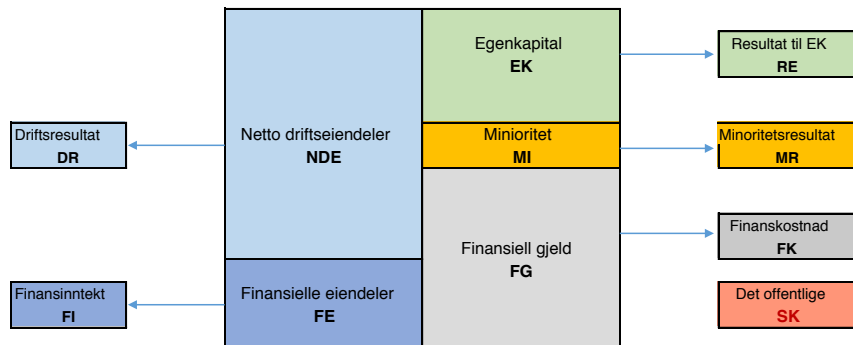 Egenkapital
EK
Resultat til EK
RE
Driftsresultat
DR
Netto driftseiendeler
NDE
Minioritet
MI
Minoritetsresultat
MR
Finansiell gjeld
FG
Finanskostnad
FK
Finansinntekt
FI
Finansielle eiendeler
FE
Det offentlige
SK